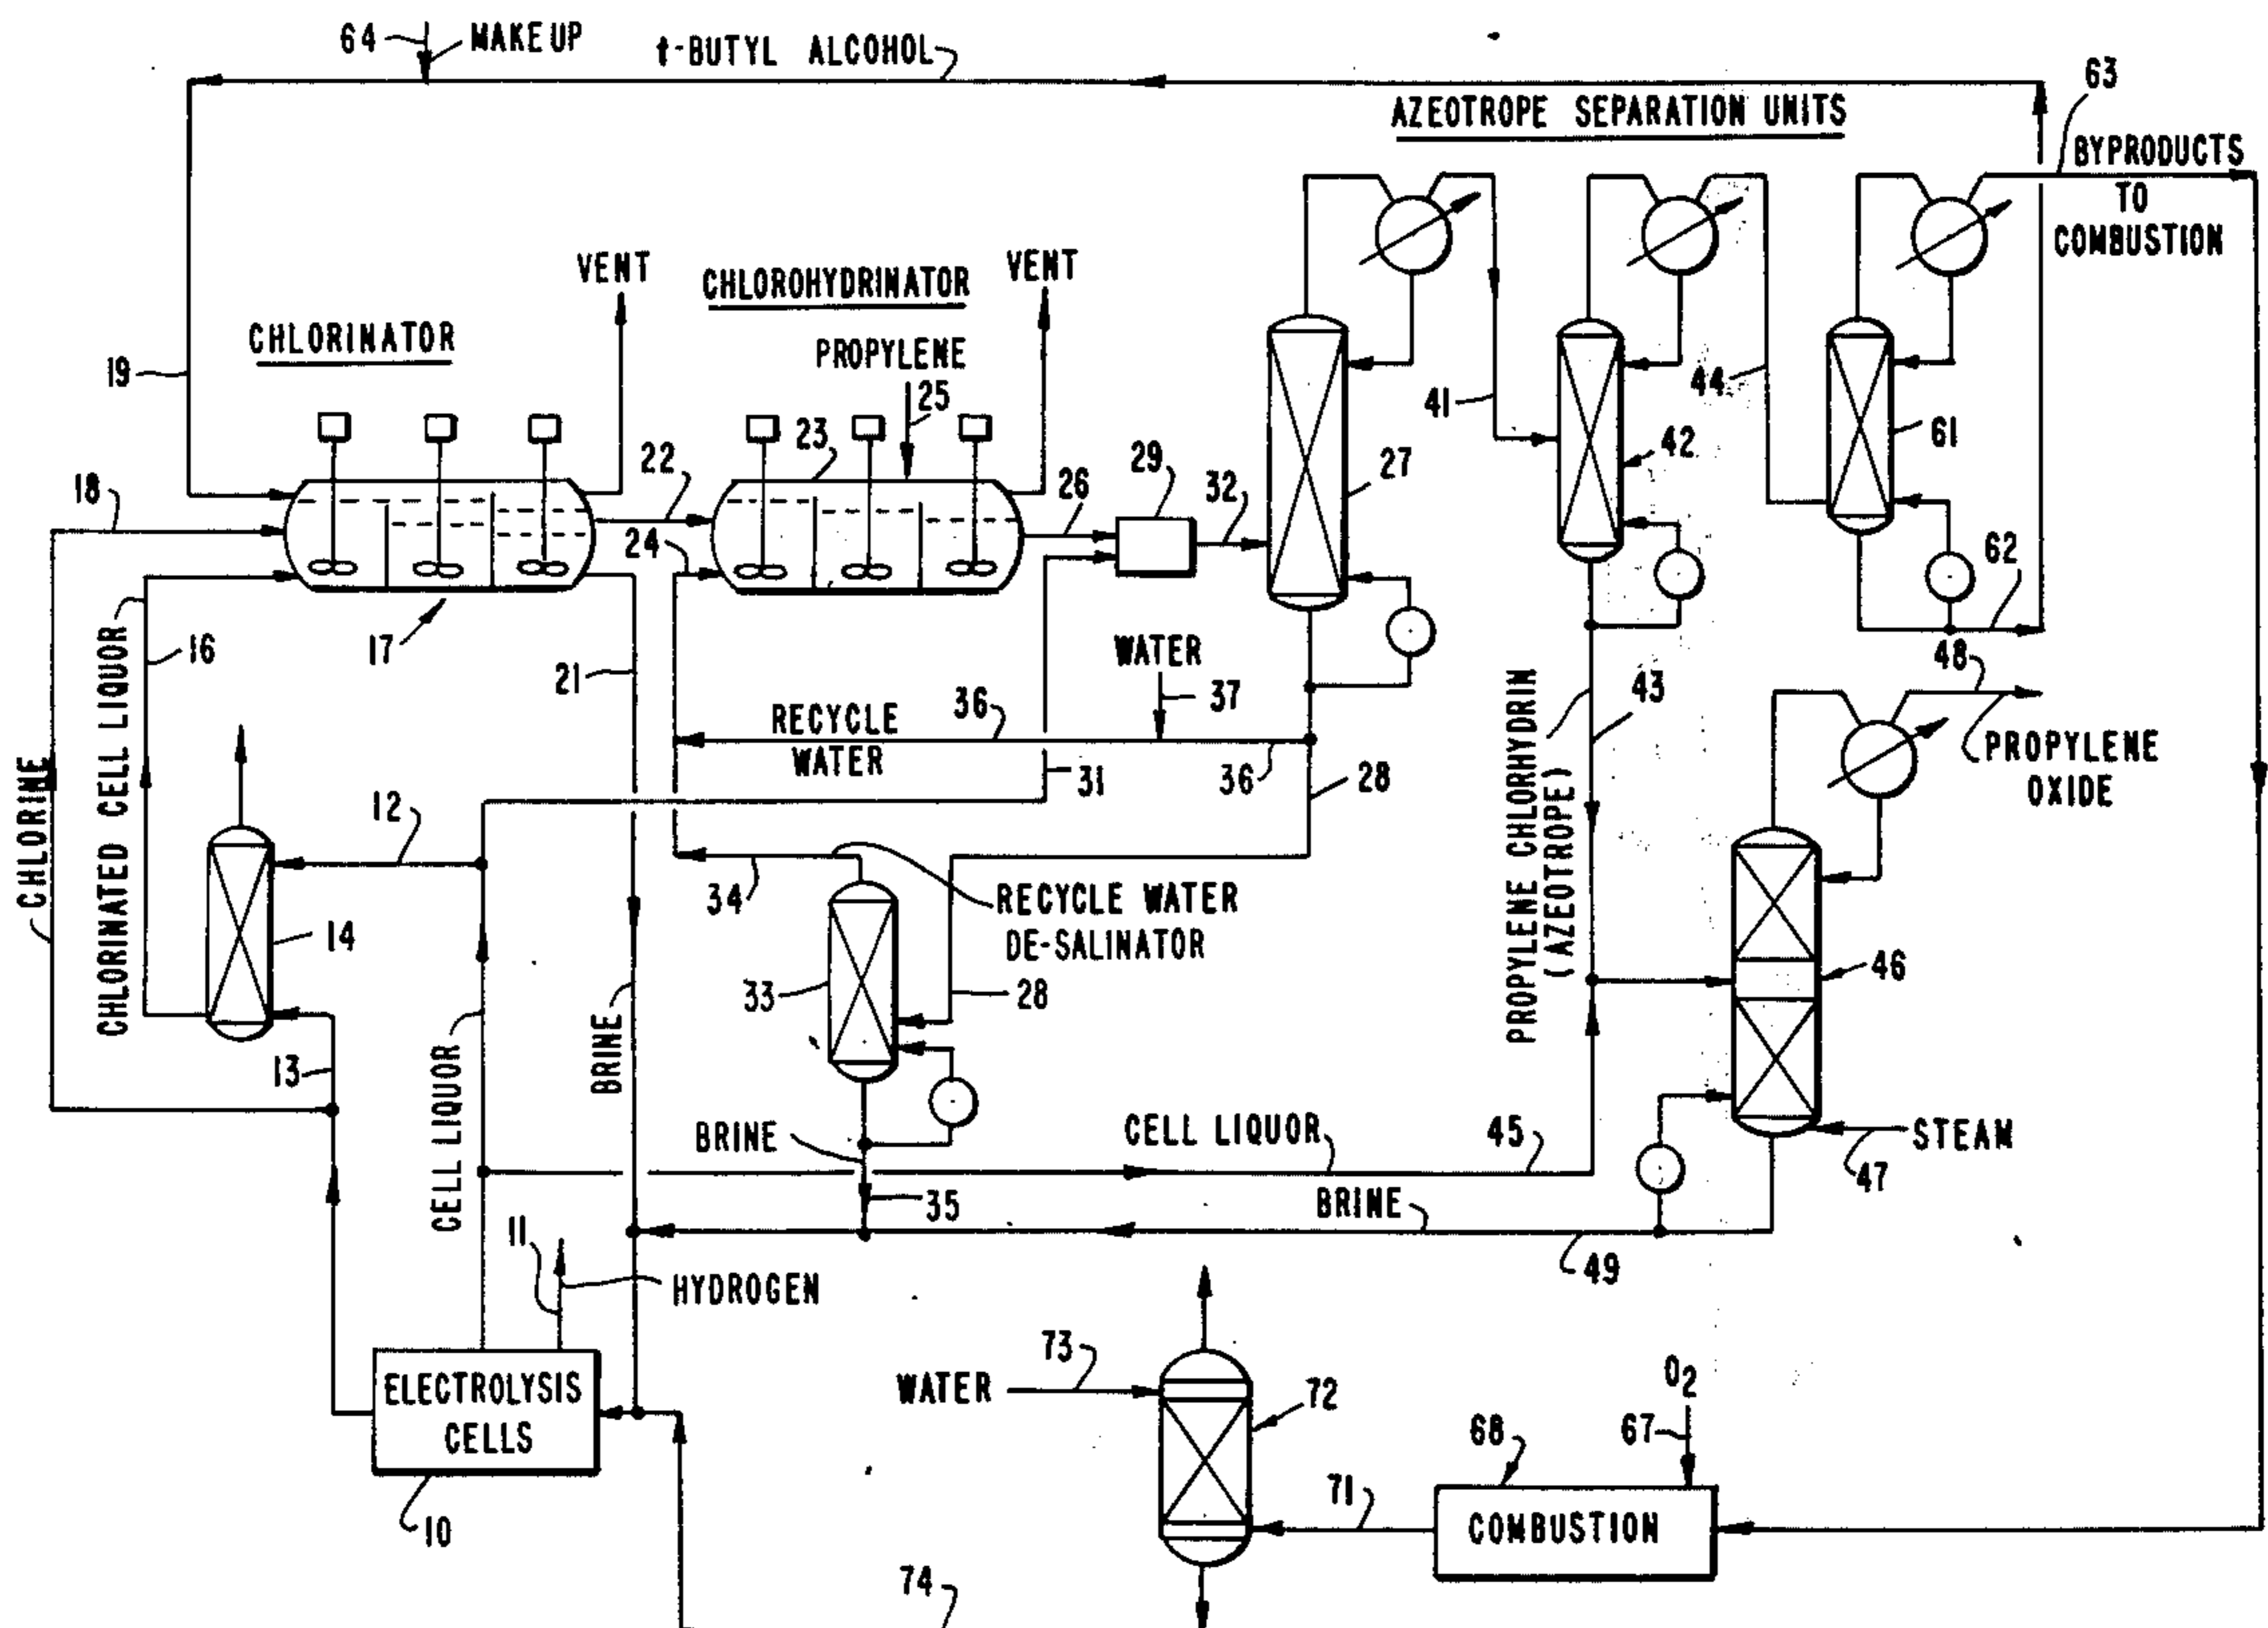 64
MAKE UP
t-BUTYL ALCOHOL
63
AZEOTROPE SEPARATION UNITS
BYPRODUCTS
TO
COMBUSTION
VENT
CHLOROHYDRINATOR
VENT
CHLORINATOR
PROPYLENE
25
19
41
44
61
18
22
23
29
26
32
27
42
24
62
CHLORINATED CELL LIQUOR
16
17
21
WATER
37
43
48
RECYCLE
WATER
36
36
31
28
PROPYLENE CHLORHYDRIN
(AZEOTROPE)
PROPYLENE
OXIDE
CHLORINE
12
34
RECYCLE WATER
DE-SALINATOR
14
33
28
46
13
CELL LIQUOR
BRINE
BRINE
CELL LIQUOR
45
STEAM
47
35
BRINE
49
11
HYDROGEN
ELECTROLYSIS
CELLS
10
WATER
73
72
O2
67
68
71
COMBUSTION
74